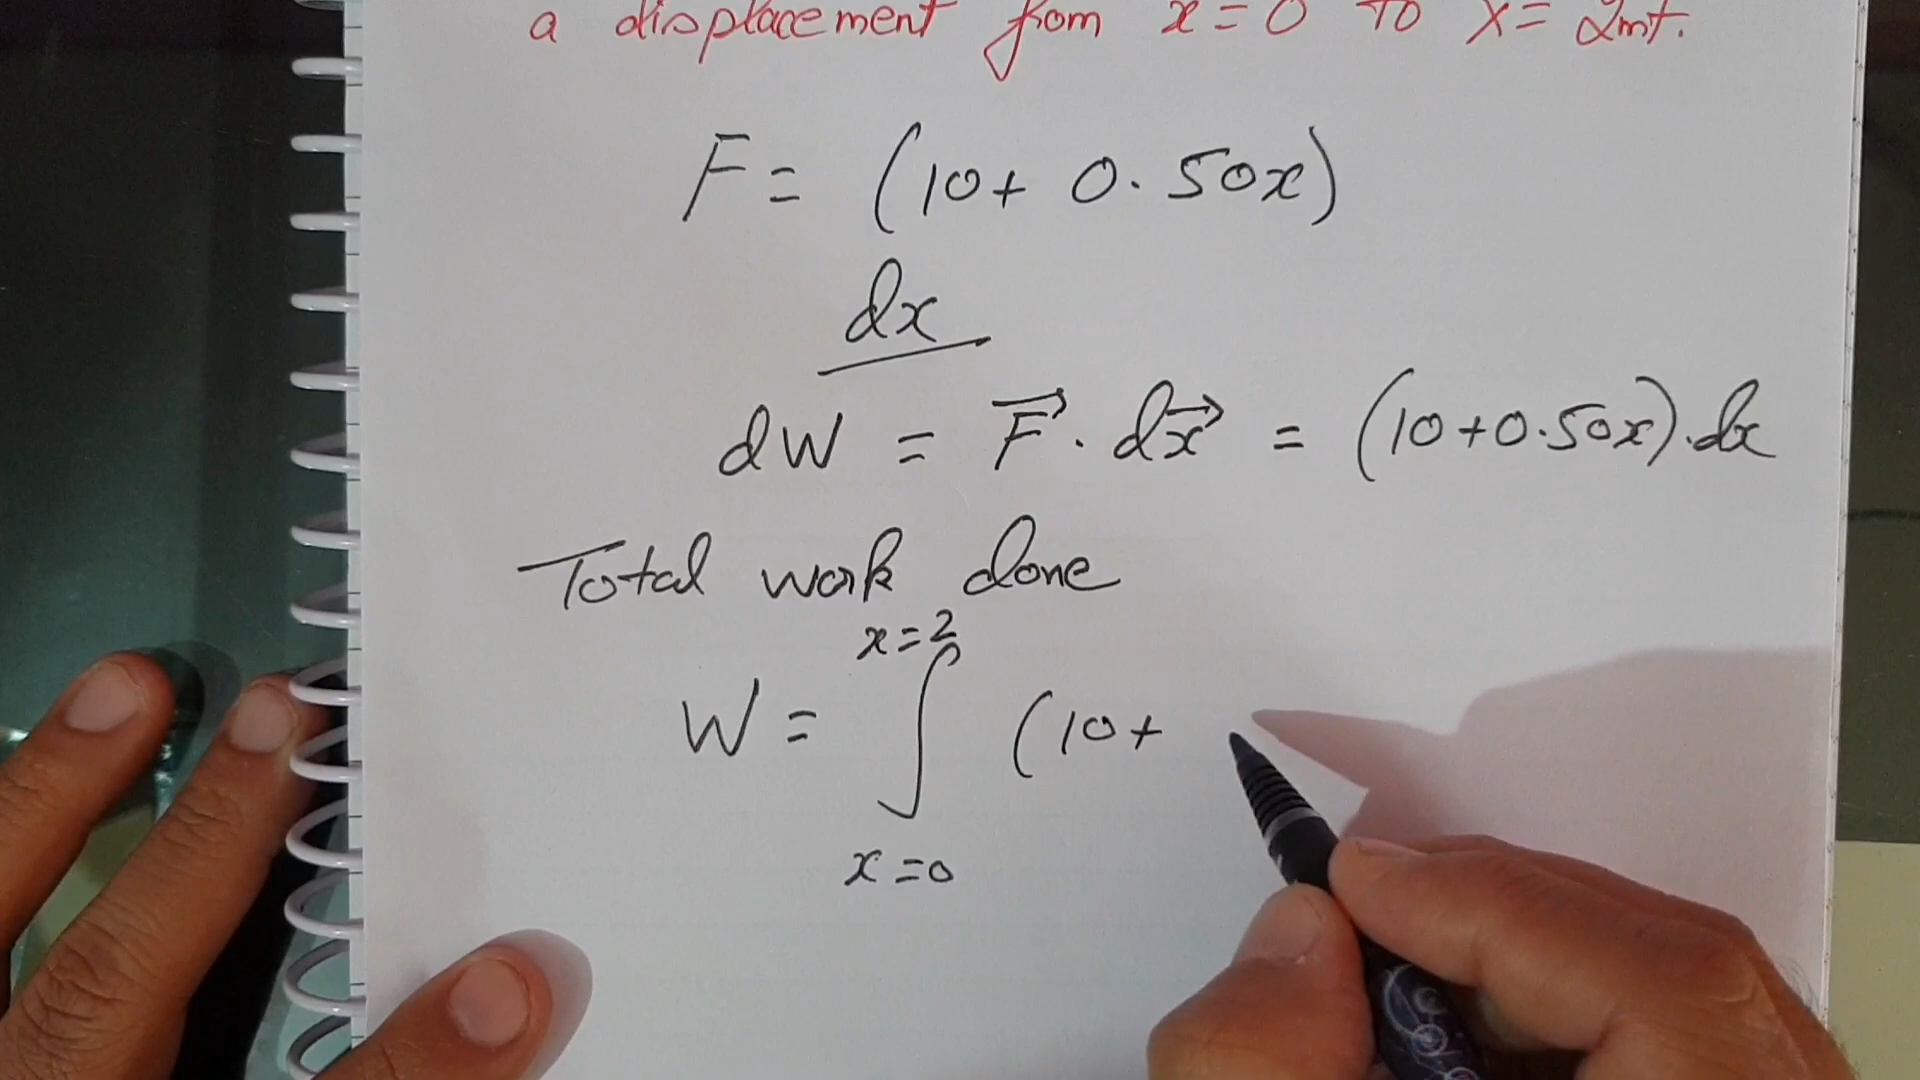 a displacement from x = 0 to x = 2mt.
F = (10 + 0.50x)
dx
dW = F⃗ . dx⃗ = (10 + 0.50x).dx
Total work done
x = 2
W = ∫ (10 +
x = 0